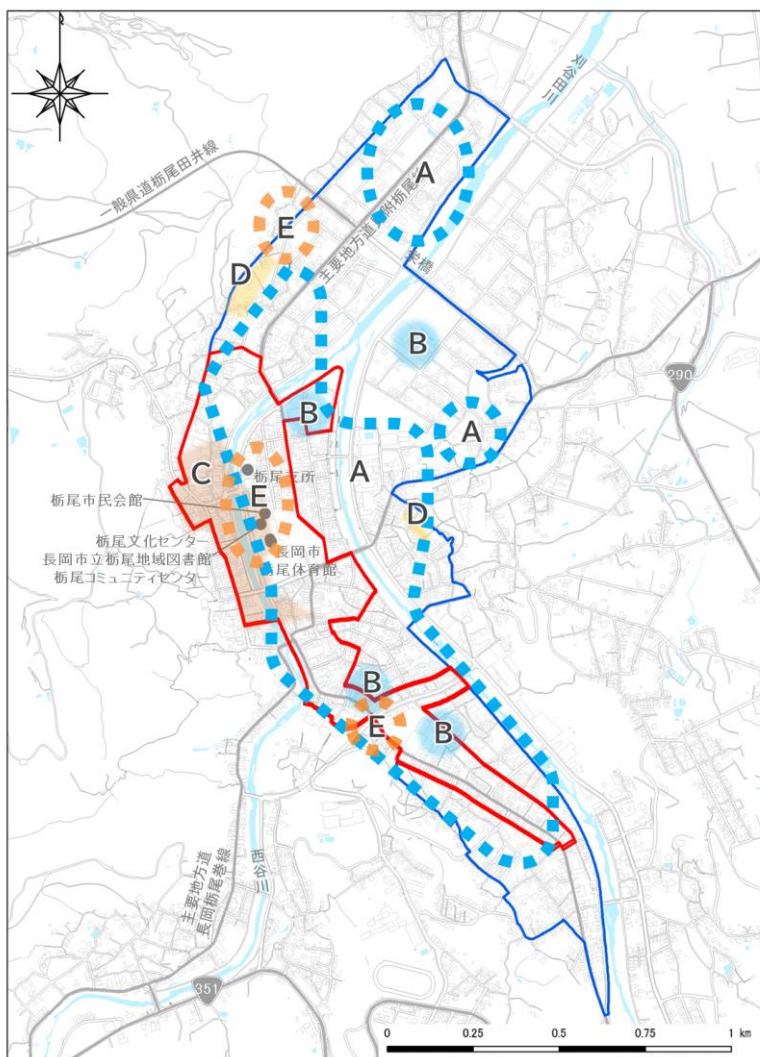 刈谷田川
一般県道栃尾田井線
A
E
主要地方道見附栃尾線
D
橋
B
290
B
A
C
A
栃尾支所
E
栃尾市民会館
D
栃尾文化センター
長岡市立栃尾地域図書館
栃尾コミュニティセンター
長岡市
栃尾体育館
B
E
B
主要地方道
長岡栃尾巻線
西谷川
351
0 0.25 0.5 0.75 1 km